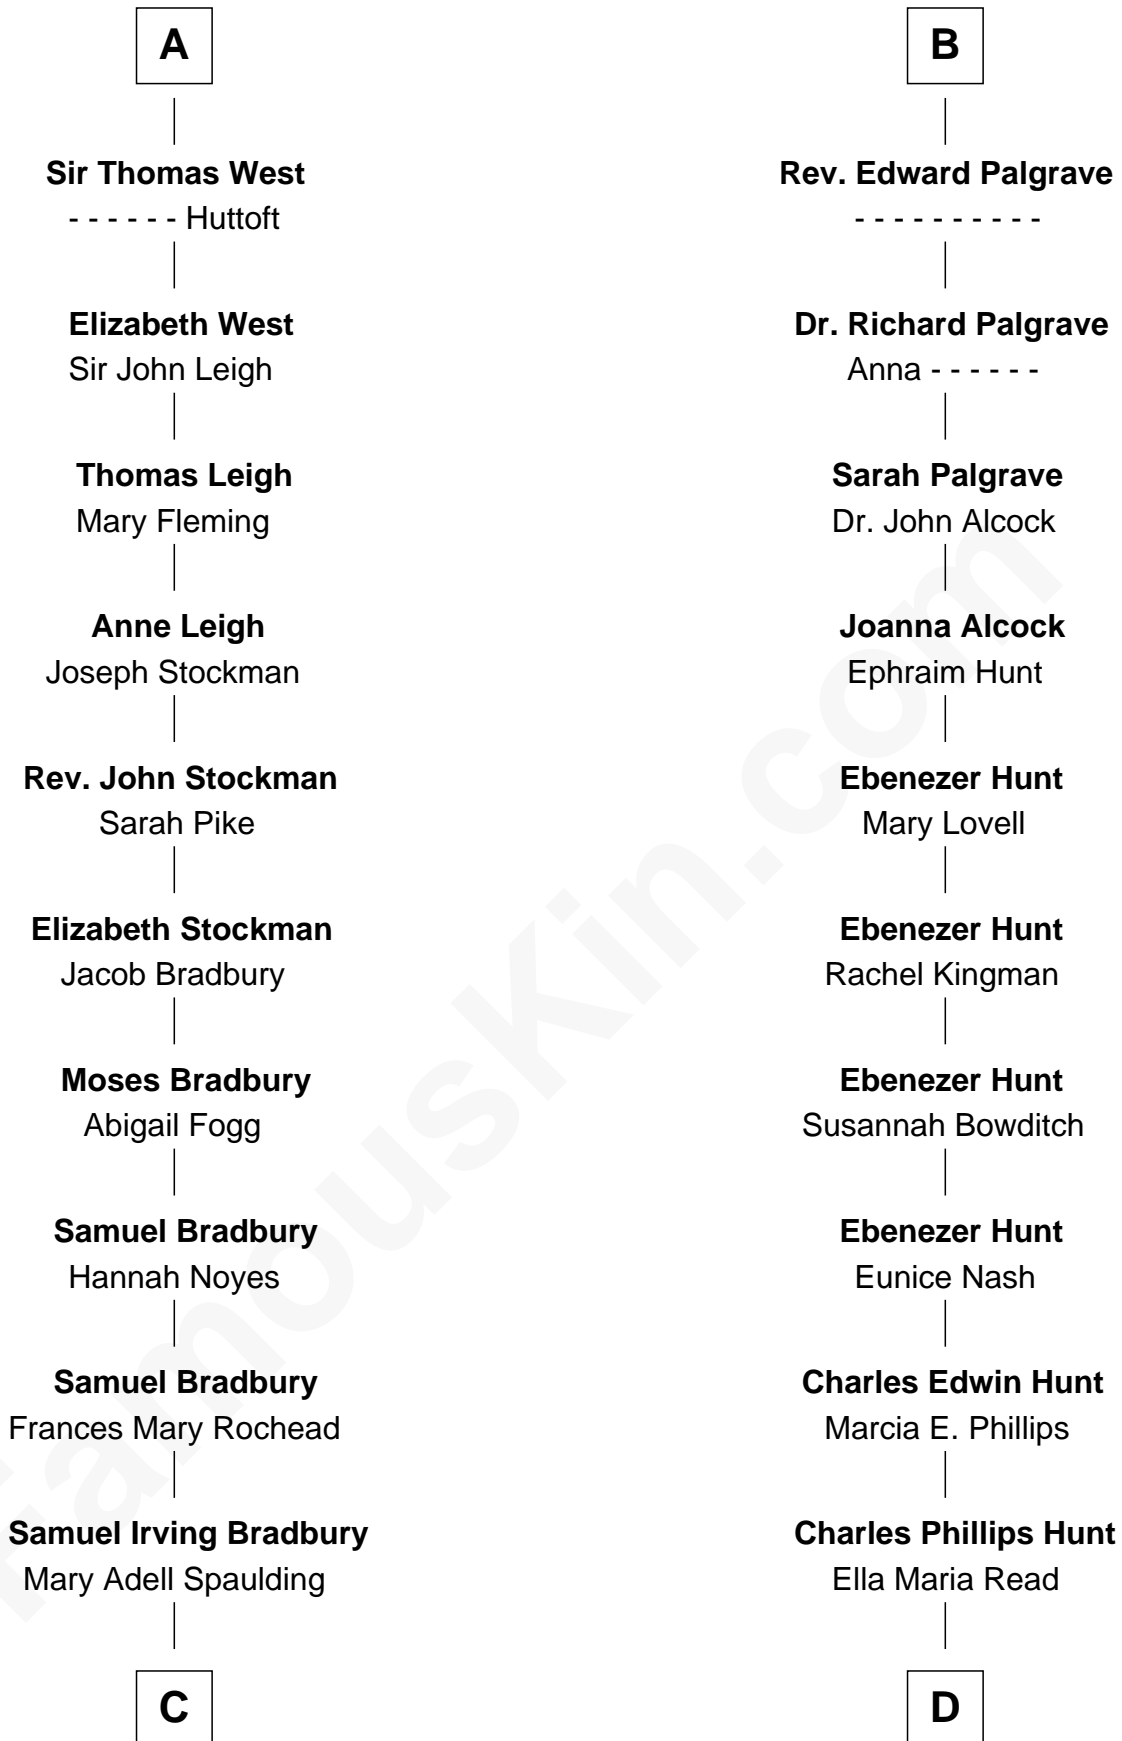 A
Sir Thomas West
- - - - - - Huttoft
Elizabeth West
Sir John Leigh
Thomas Leigh
Mary Fleming
Anne Leigh
Joseph Stockman
Rev. John Stockman
Sarah Pike
Elizabeth Stockman
Jacob Bradbury
Moses Bradbury
Abigail Fogg
Samuel Bradbury
Hannah Noyes
Samuel Bradbury
Frances Mary Rochead
Samuel Irving Bradbury
Mary Adell Spaulding
C
B
Rev. Edward Palgrave
- - - - - - - - - -
Dr. Richard Palgrave
Anna - - - - - -
Sarah Palgrave
Dr. John Alcock
Joanna Alcock
Ephraim Hunt
Ebenezer Hunt
Mary Lovell
Ebenezer Hunt
Rachel Kingman
Ebenezer Hunt
Susannah Bowditch
Ebenezer Hunt
Eunice Nash
Charles Edwin Hunt
Marcia E. Phillips
Charles Phillips Hunt
Ella Maria Read
D
FamousKin.com